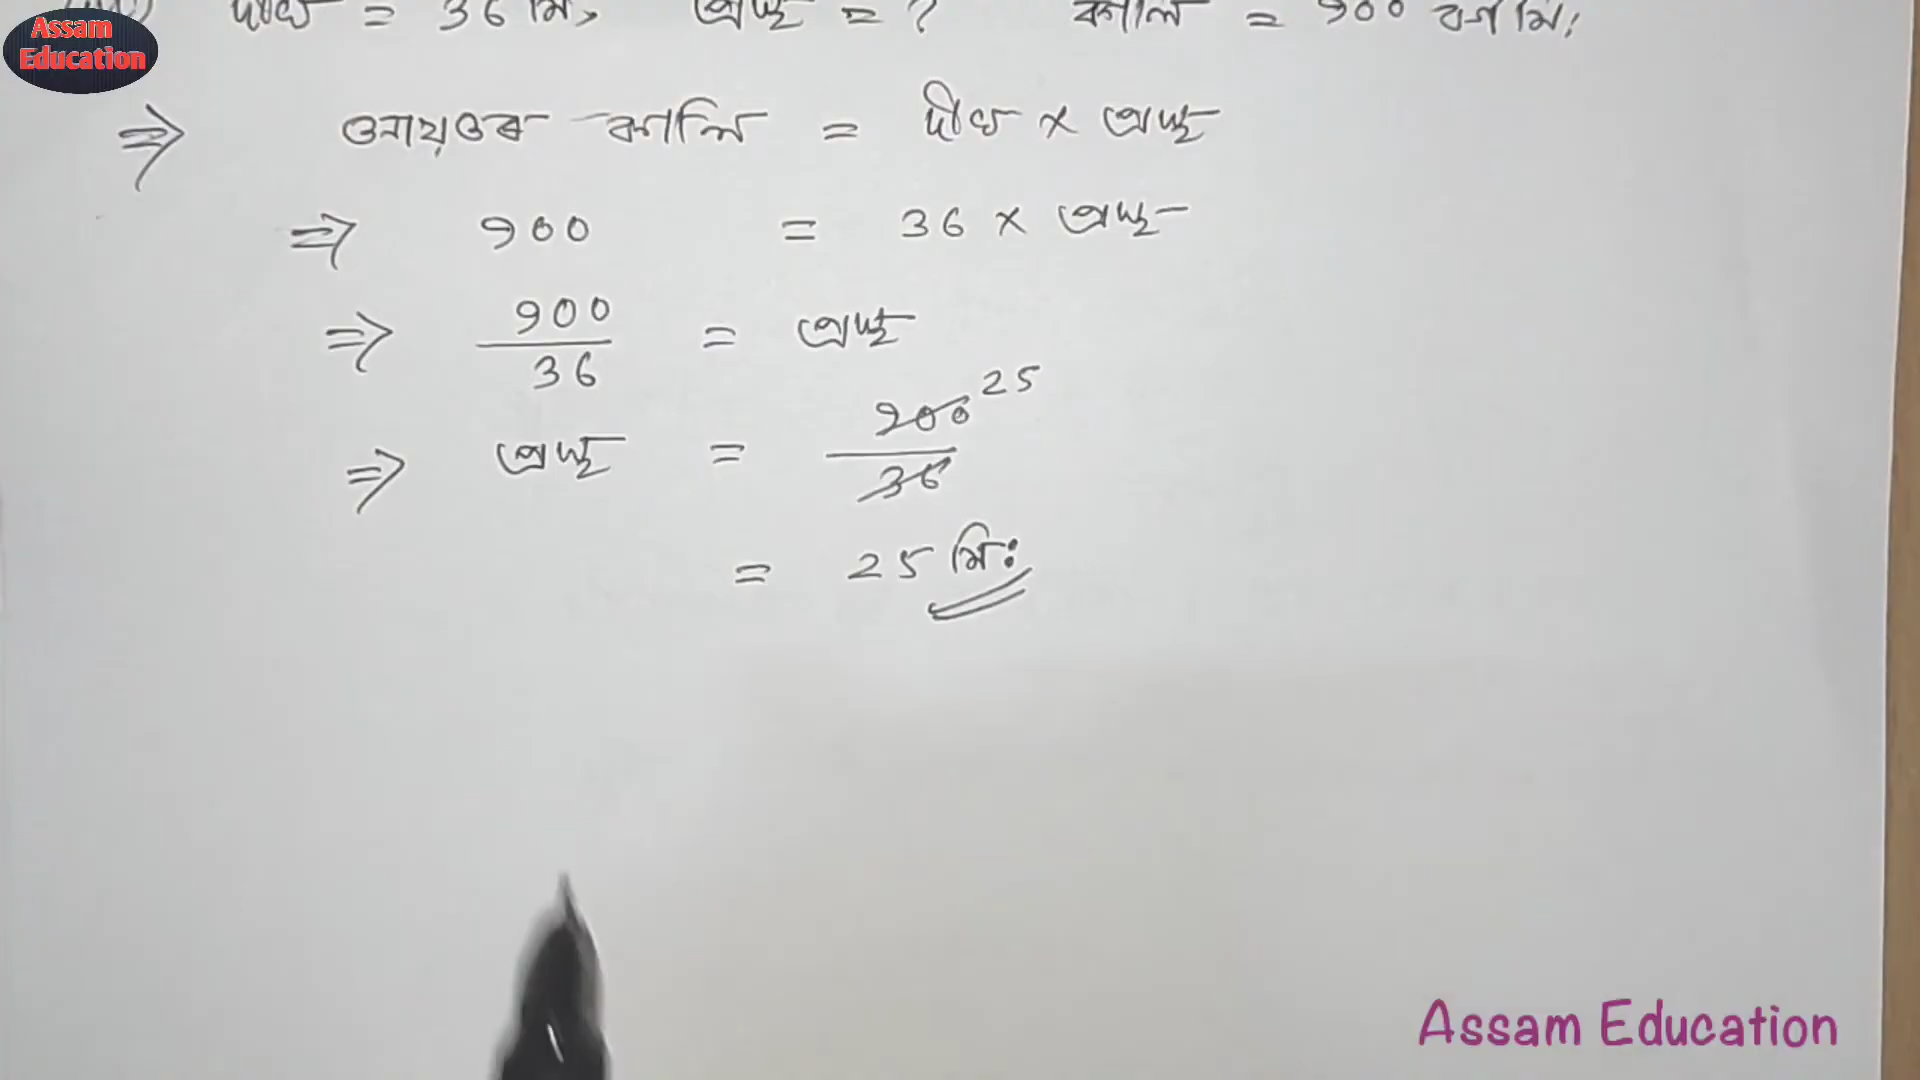 দীঘ = 36 মি, প্ৰস্থ = ? কালি = 900 বৰ্গ মি:
Assam
Education
⇒ আয়তৰ কালি = দীঘ × প্ৰস্থ
⇒ 900 = 36 × প্ৰস্থ
⇒ 900/36 = প্ৰস্থ
⇒ প্ৰস্থ = 900/36 25
= 25 মি:
Assam Education